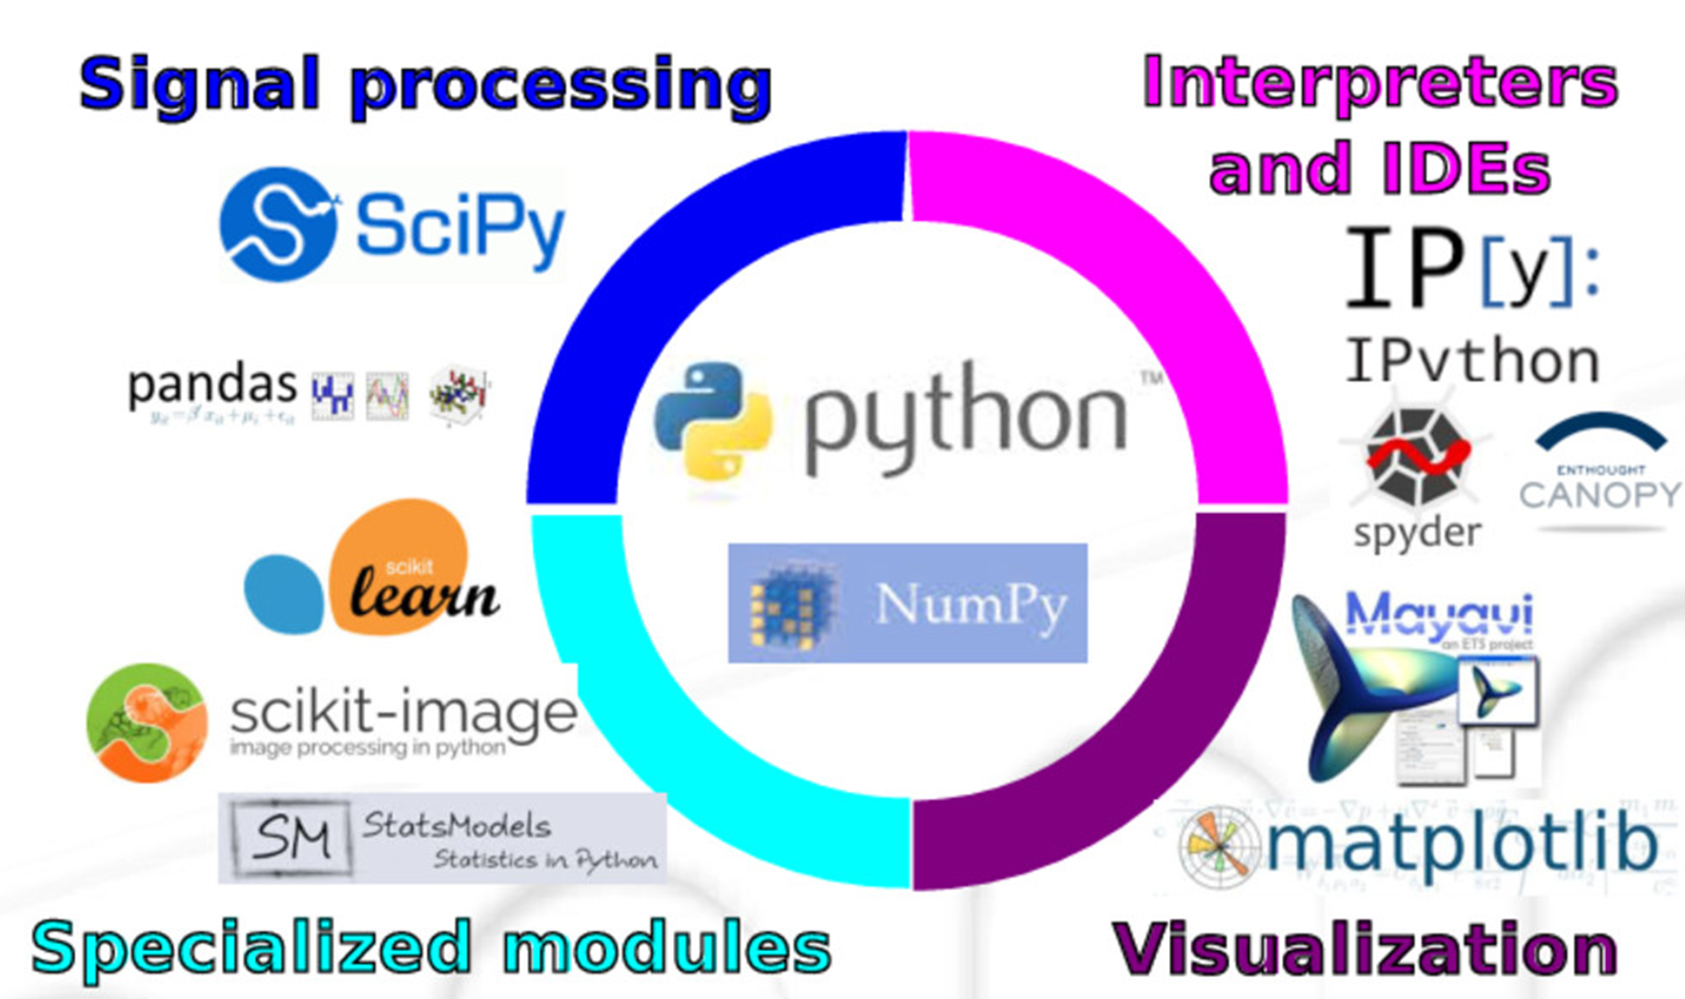 Signal processing
Interpreters
and IDEs
SciPy
IP[y]:
IPython
pandas
python
TM
spyder
ENTHOUGHT
CANOPY
scikit
learn
NumPy
Mayavi
an ETS project
scikit-image
image processing in python
SM
StatsModels
Statistics in Python
matplotlib
Specialized modules
Visualization